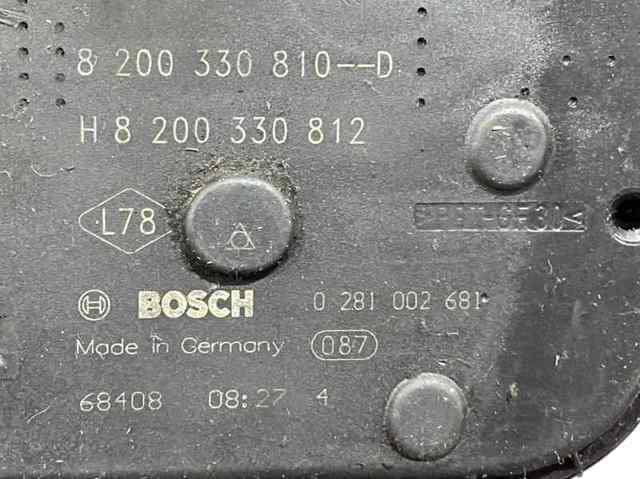 8 200 330 810--D
H 8 200 330 812
L78
BOSCH 0 281 002 681
Made in Germany 087
68408 08:27 4